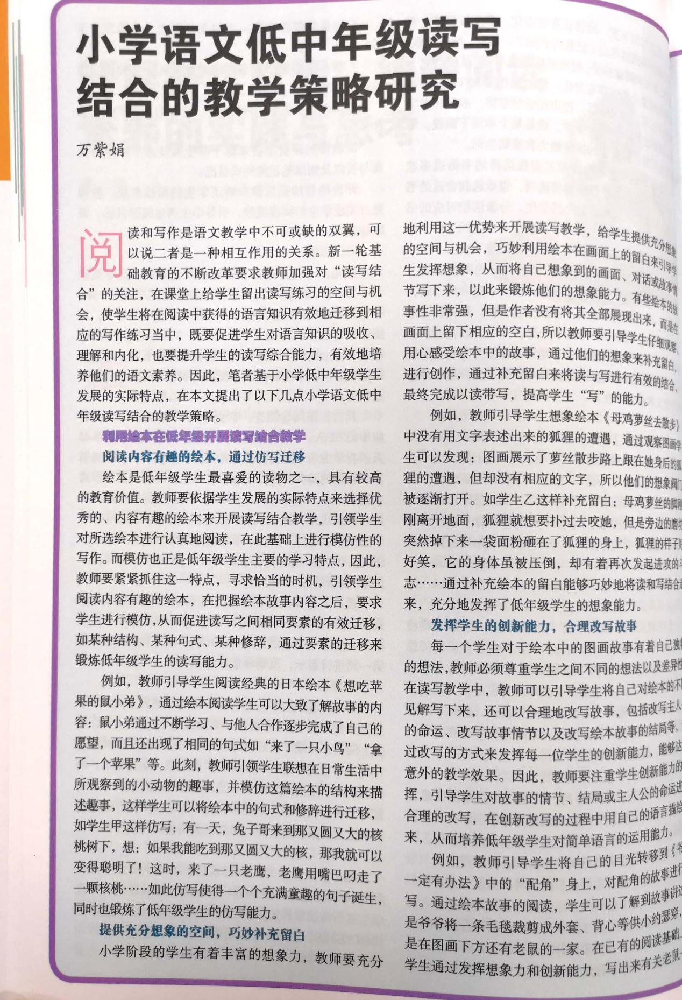 小学语文低中年级读写
结合的教学策略研究
万紫娟
阅读和写作是语文教学中不可或缺的双翼，可
以说二者是一种相互作用的关系。新一轮基
础教育的不断改革要求教师加强对“读写结
合”的关注，在课堂上给学生留出读写练习的空间与机
会，使学生将在阅读中获得的语言知识有效地迁移到相
应的写作练习当中，既要促进学生对语言知识的吸收、
理解和内化，也要提升学生的读写综合能力，有效地培
养他们的语文素养。因此，笔者基于小学低中年级学生
发展的实际特点，在本文提出了以下几点小学语文低中
年级读写结合的教学策略。
利用绘本在低年级开展读写结合教学
阅读内容有趣的绘本，通过仿写迁移
绘本是低年级学生最喜爱的读物之一，具有较高
的教育价值。教师要依据学生发展的实际特点来选择优
秀的、内容有趣的绘本来开展读写结合教学，引领学生
对所选绘本进行认真地阅读，在此基础上进行模仿性的
写作。而模仿也正是低年级学生主要的学习特点，因此，
教师要紧紧抓住这一特点，寻求恰当的时机，引领学生
阅读内容有趣的绘本，在把握绘本故事内容之后，要求
学生进行模仿，从而促进读写之间相同要素的有效迁移，
如某种结构、某种句式、某种修辞，通过要素的迁移来
锻炼低年级学生的读写能力。
例如，教师引导学生阅读经典的日本绘本《想吃苹
果的鼠小弟》，通过绘本阅读学生可以大致了解故事的内
容：鼠小弟通过不断学习、与他人合作逐步完成了自己的
愿望，而且还出现了相同的句式如“来了一只小鸟”“拿
了一个苹果”等。此刻，教师引领学生联想在日常生活中
所观察到的小动物的趣事，并模仿这篇绘本的结构来描
述趣事，这样学生可以将绘本中的句式和修辞进行迁移，
如学生甲这样仿写：有一天，兔子哥来到那又圆又大的核
桃树下，想：如果我能吃到那又圆又大的核，那我就可以
变得聪明了！这时，来了一只老鹰，老鹰用嘴巴叼走了
一颗核桃……如此仿写使得一个个充满童趣的句子诞生，
同时也锻炼了低年级学生的仿写能力。
提供充分想象的空间，巧妙补充留白
小学阶段的学生有着丰富的想象力，教师要充分
地利用这一优势来开展读写教学，给学生提供充分想象
的空间与机会，巧妙利用绘本在画面上的留白来引导学
生发挥想象，从而将自己想象到的画面、对话或故事情
节写下来，以此来锻炼他们的想象能力。有些绘本的故
事性非常强，但是作者没有将其全部展现出来，而是在
画面上留下相应的空白，所以教师要引导学生仔细观察、
用心感受绘本中的故事，通过他们的想象来补充留白，
进行创作，通过补充留白来将读与写进行有效的结合，
最终完成以读带写，提高学生“写”的能力。
例如，教师引导学生想象绘本《母鸡萝丝去散步》
中没有用文字表述出来的狐狸的遭遇，通过观察图画学
生可以发现：图画展示了萝丝散步路上跟在她身后的狐
狸的遭遇，但却没有相应的文字，所以他们的想象阀门
被逐渐打开。如学生乙这样补充留白：母鸡萝丝的脚刚
刚离开地面，狐狸就想要扑过去咬她，但是旁边的磨坊
突然掉下来一袋面粉砸在了狐狸的身上，狐狸的样子
好笑，它的身体虽被压倒，却有着再次发起进攻的
志……通过补充绘本的留白能够巧妙地将读和写结合起
来，充分地发挥了低年级学生的想象能力。
发挥学生的创新能力，合理改写故事
每一个学生对于绘本中的图画故事有着自己独特
的想法，教师必须尊重学生之间不同的想法以及差异性
在读写教学中，教师可以引导学生将自己对绘本的不
见解写下来，还可以合理地改写故事，包括改写主人
的命运、改写故事情节以及改写绘本故事的结局等，
过改写的方式来发挥每一位学生的创新能力，能够达
意外的教学效果。因此，教师要注重学生创新能力的
挥，引导学生对故事的情节、结局或主人公的命运进
合理的改写，在创新改写的过程中用自己的语言描绘
来，从而培养低年级学生对简单语言的运用能力。
例如，教师引导学生将自己的目光转移到《爷
一定有办法》中的“配角”身上，对配角的故事进行
写。通过绘本故事的阅读，学生可以了解到故事讲述
是爷爷将一条毛毯裁剪成外套、背心等供小约瑟穿，
是在图画下方还有老鼠的一家。在已有的阅读基础
学生通过发挥想象力和创新能力，写出来有关老鼠